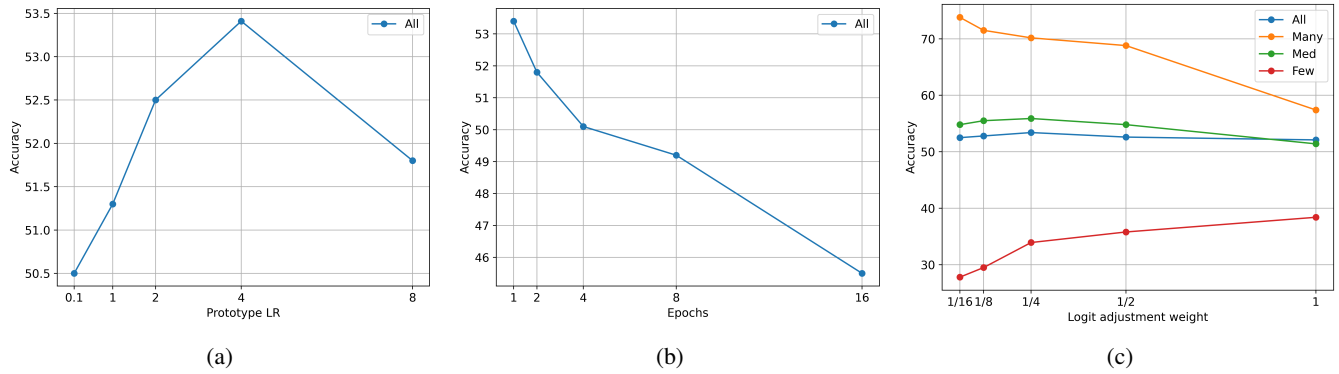 53.5
53.0
52.5
52.0
51.5
51.0
50.5
Accuracy
All
0.1 1 2 4 8
Prototype LR
(a)
53
52
51
50
49
48
47
46
Accuracy
All
1 2 4 8 16
Epochs
(b)
70
60
50
40
30
Accuracy
All
Many
Med
Few
1/16 1/8 1/4 1/2 1
Logit adjustment weight
(c)